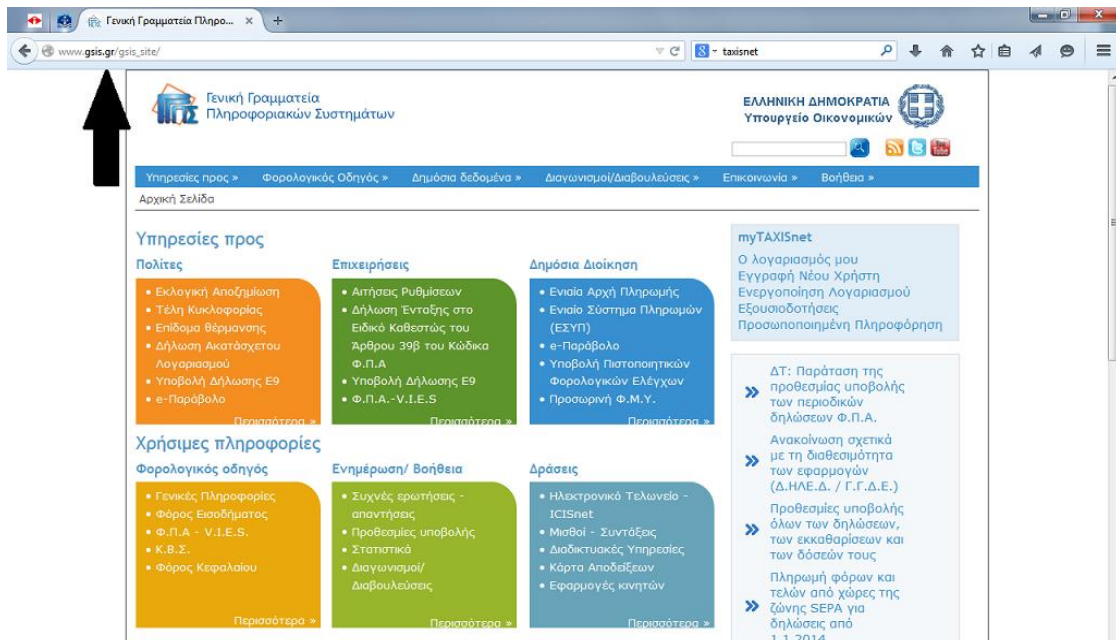 Γενική Γραμματεία Πληρο...
www.gsis.gr/gsis_site/
taxisnet
Γενική Γραμματεία
Πληροφοριακών Συστημάτων
ΕΛΛΗΝΙΚΗ ΔΗΜΟΚΡΑΤΙΑ
Υπουργείο Οικονομικών
Υπηρεσίες προς » Φορολογικός Οδηγός » Δημόσια δεδομένα » Διαγωνισμοί/Διαβουλεύσεις » Επικοινωνία » Βοήθεια »
Αρχική Σελίδα
Υπηρεσίες προς
Πολίτες
• Εκλογική Αποζημίωση
• Τέλη Κυκλοφορίας
• Επίδομα θέρμανσης
• Δήλωση Ακατάσχετου
Λογαριασμού
• Υποβολή Δήλωσης Ε9
• e-Παράβολο
Περισσότερα »
Επιχειρήσεις
• Αιτήσεις Ρυθμίσεων
• Δήλωση Ένταξης στο
Ειδικό Καθεστώς του
Άρθρου 39β του Κώδικα
Φ.Π.Α
• Υποβολή Δήλωσης Ε9
• Φ.Π.Α.-V.I.E.S
Περισσότερα »
Δημόσια Διοίκηση
• Ενιαία Αρχή Πληρωμής
• Ενιαίο Σύστημα Πληρωμών
(ΕΣΥΠ)
• e-Παράβολο
• Υποβολή Πιστοποιητικών
Φορολογικών Ελέγχων
• Προσωρινή Φ.Μ.Υ.
Περισσότερα »
Χρήσιμες πληροφορίες
Φορολογικός οδηγός
• Γενικές Πληροφορίες
• Φόρος Εισοδήματος
• Φ.Π.Α - V.I.E.S.
• Κ.Β.Σ.
• Φόρος Κεφαλαίου
Περισσότερα »
Ενημέρωση/ Βοήθεια
• Συχνές ερωτήσεις -
απαντήσεις
• Προθεσμίες υποβολής
• Στατιστικά
• Διαγωνισμοί/
Διαβουλεύσεις
Περισσότερα »
Δράσεις
• Ηλεκτρονικό Τελωνείο -
ICISnet
• Μισθοί - Συντάξεις
• Διαδικτυακές Υπηρεσίες
• Κάρτα Αποδείξεων
• Εφαρμογές κινητών
Περισσότερα »
myTAXISnet
Ο λογαριασμός μου
Εγγραφή Νέου Χρήστη
Ενεργοποίηση Λογαριασμού
Εξουσιοδοτήσεις
Προσωποποιημένη Πληροφόρηση
ΔΤ: Παράταση της
προθεσμίας υποβολής
των περιοδικών
δηλώσεων Φ.Π.Α.
Ανακοίνωση σχετικά
με τη διαθεσιμότητα
των εφαρμογών
(Δ.ΗΛΕ.Δ. / Γ.Γ.Δ.Ε.)
Προθεσμίες υποβολής
όλων των δηλώσεων,
των εκκαθαρίσεων και
των δόσεών τους
Πληρωμή φόρων και
τελών από χώρες της
ζώνης SEPA για
δηλώσεις από
1.1.2014